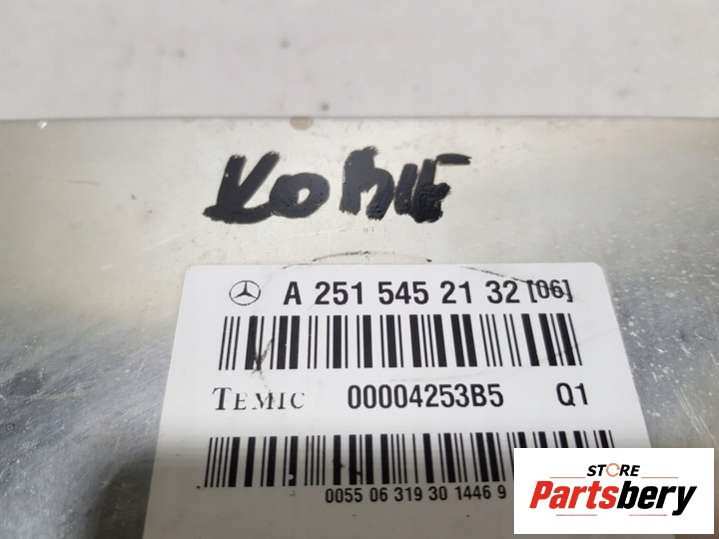 A 251 545 21 32 [06]
TEMIC 00004253B5 Q1
0055 06 319 30 1446 9
STORE
Partsbery